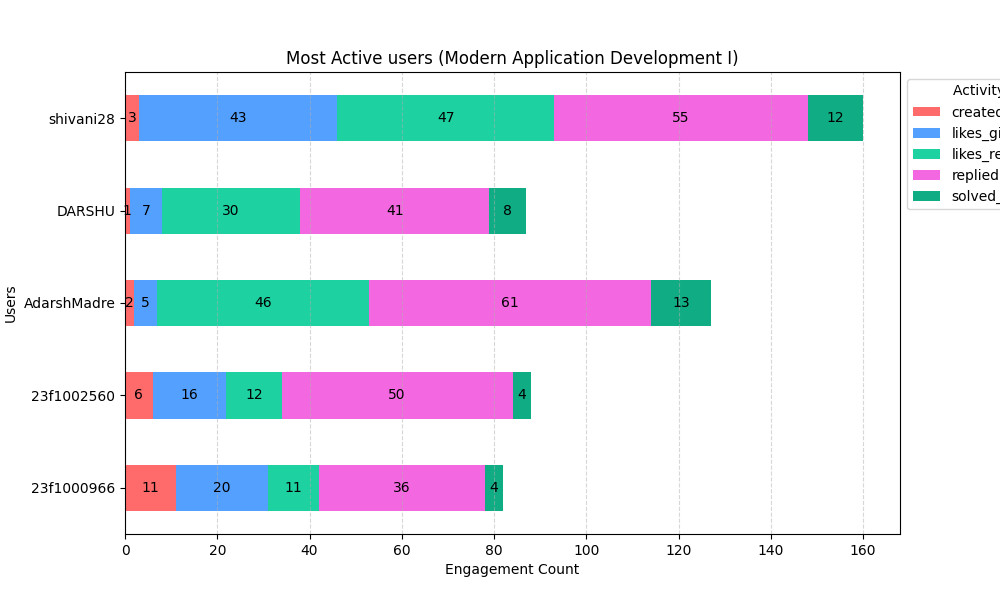 Most Active users (Modern Application Development I)
Activity
created
likes_gi
likes_re
replied
solved_
shivani28 3 43 47 55 12
DARSHU 1 7 30 41 8
AdarshMadre 2 5 46 61 13
23f1002560 6 16 12 50 4
23f1000966 11 20 11 36 4
Users
0 20 40 60 80 100 120 140 160
Engagement Count